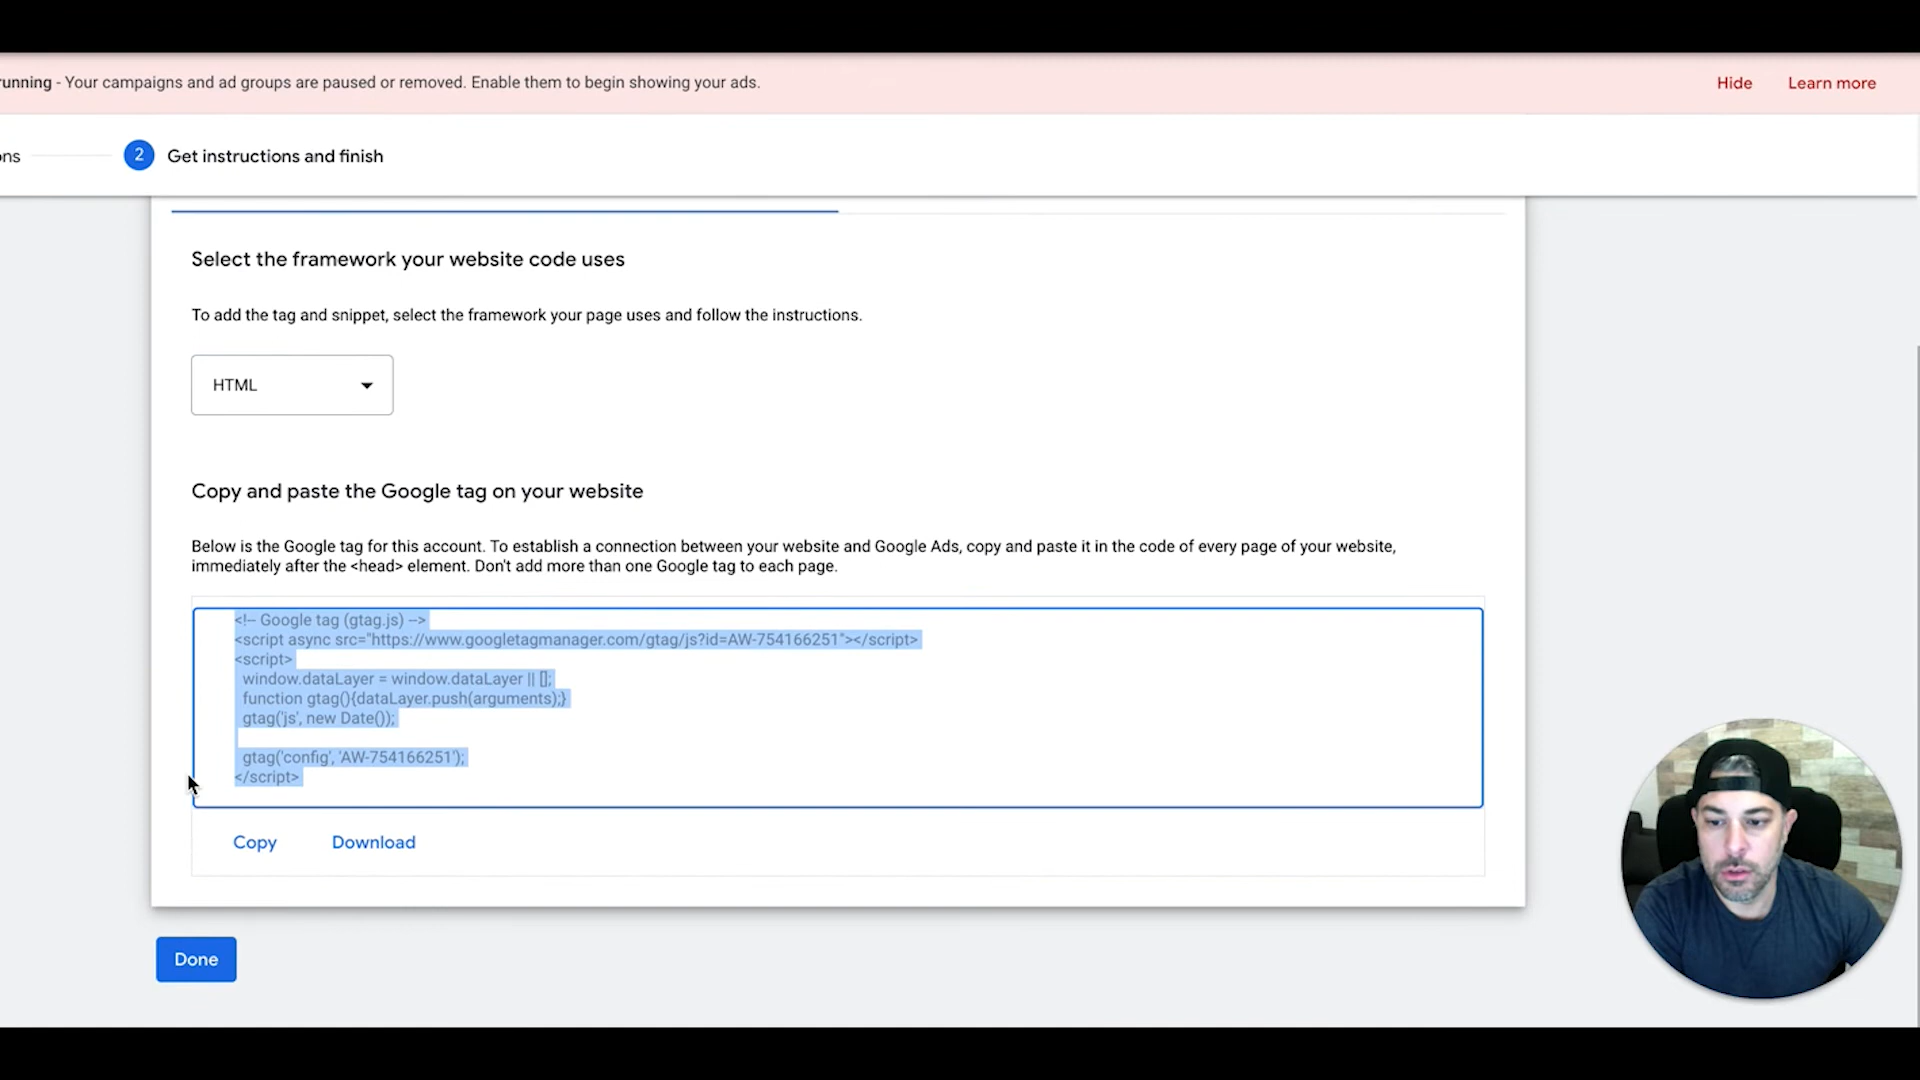 running - Your campaigns and ad groups are paused or removed. Enable them to begin showing your ads.
Hide
Learn more
ons
2
Get instructions and finish
Select the framework your website code uses
To add the tag and snippet, select the framework your page uses and follow the instructions.
HTML
Copy and paste the Google tag on your website
Below is the Google tag for this account. To establish a connection between your website and Google Ads, copy and paste it in the code of every page of your website,
immediately after the <head> element. Don't add more than one Google tag to each page.
<!-- Google tag (gtag.js) -->
<script async src="https://www.googletagmanager.com/gtag/js?id=AW-754166251"></script>
<script>
window.dataLayer = window.dataLayer || [];
function gtag(){dataLayer.push(arguments);}
gtag('js', new Date());
gtag('config', 'AW-754166251');
</script>
Copy
Download
Done